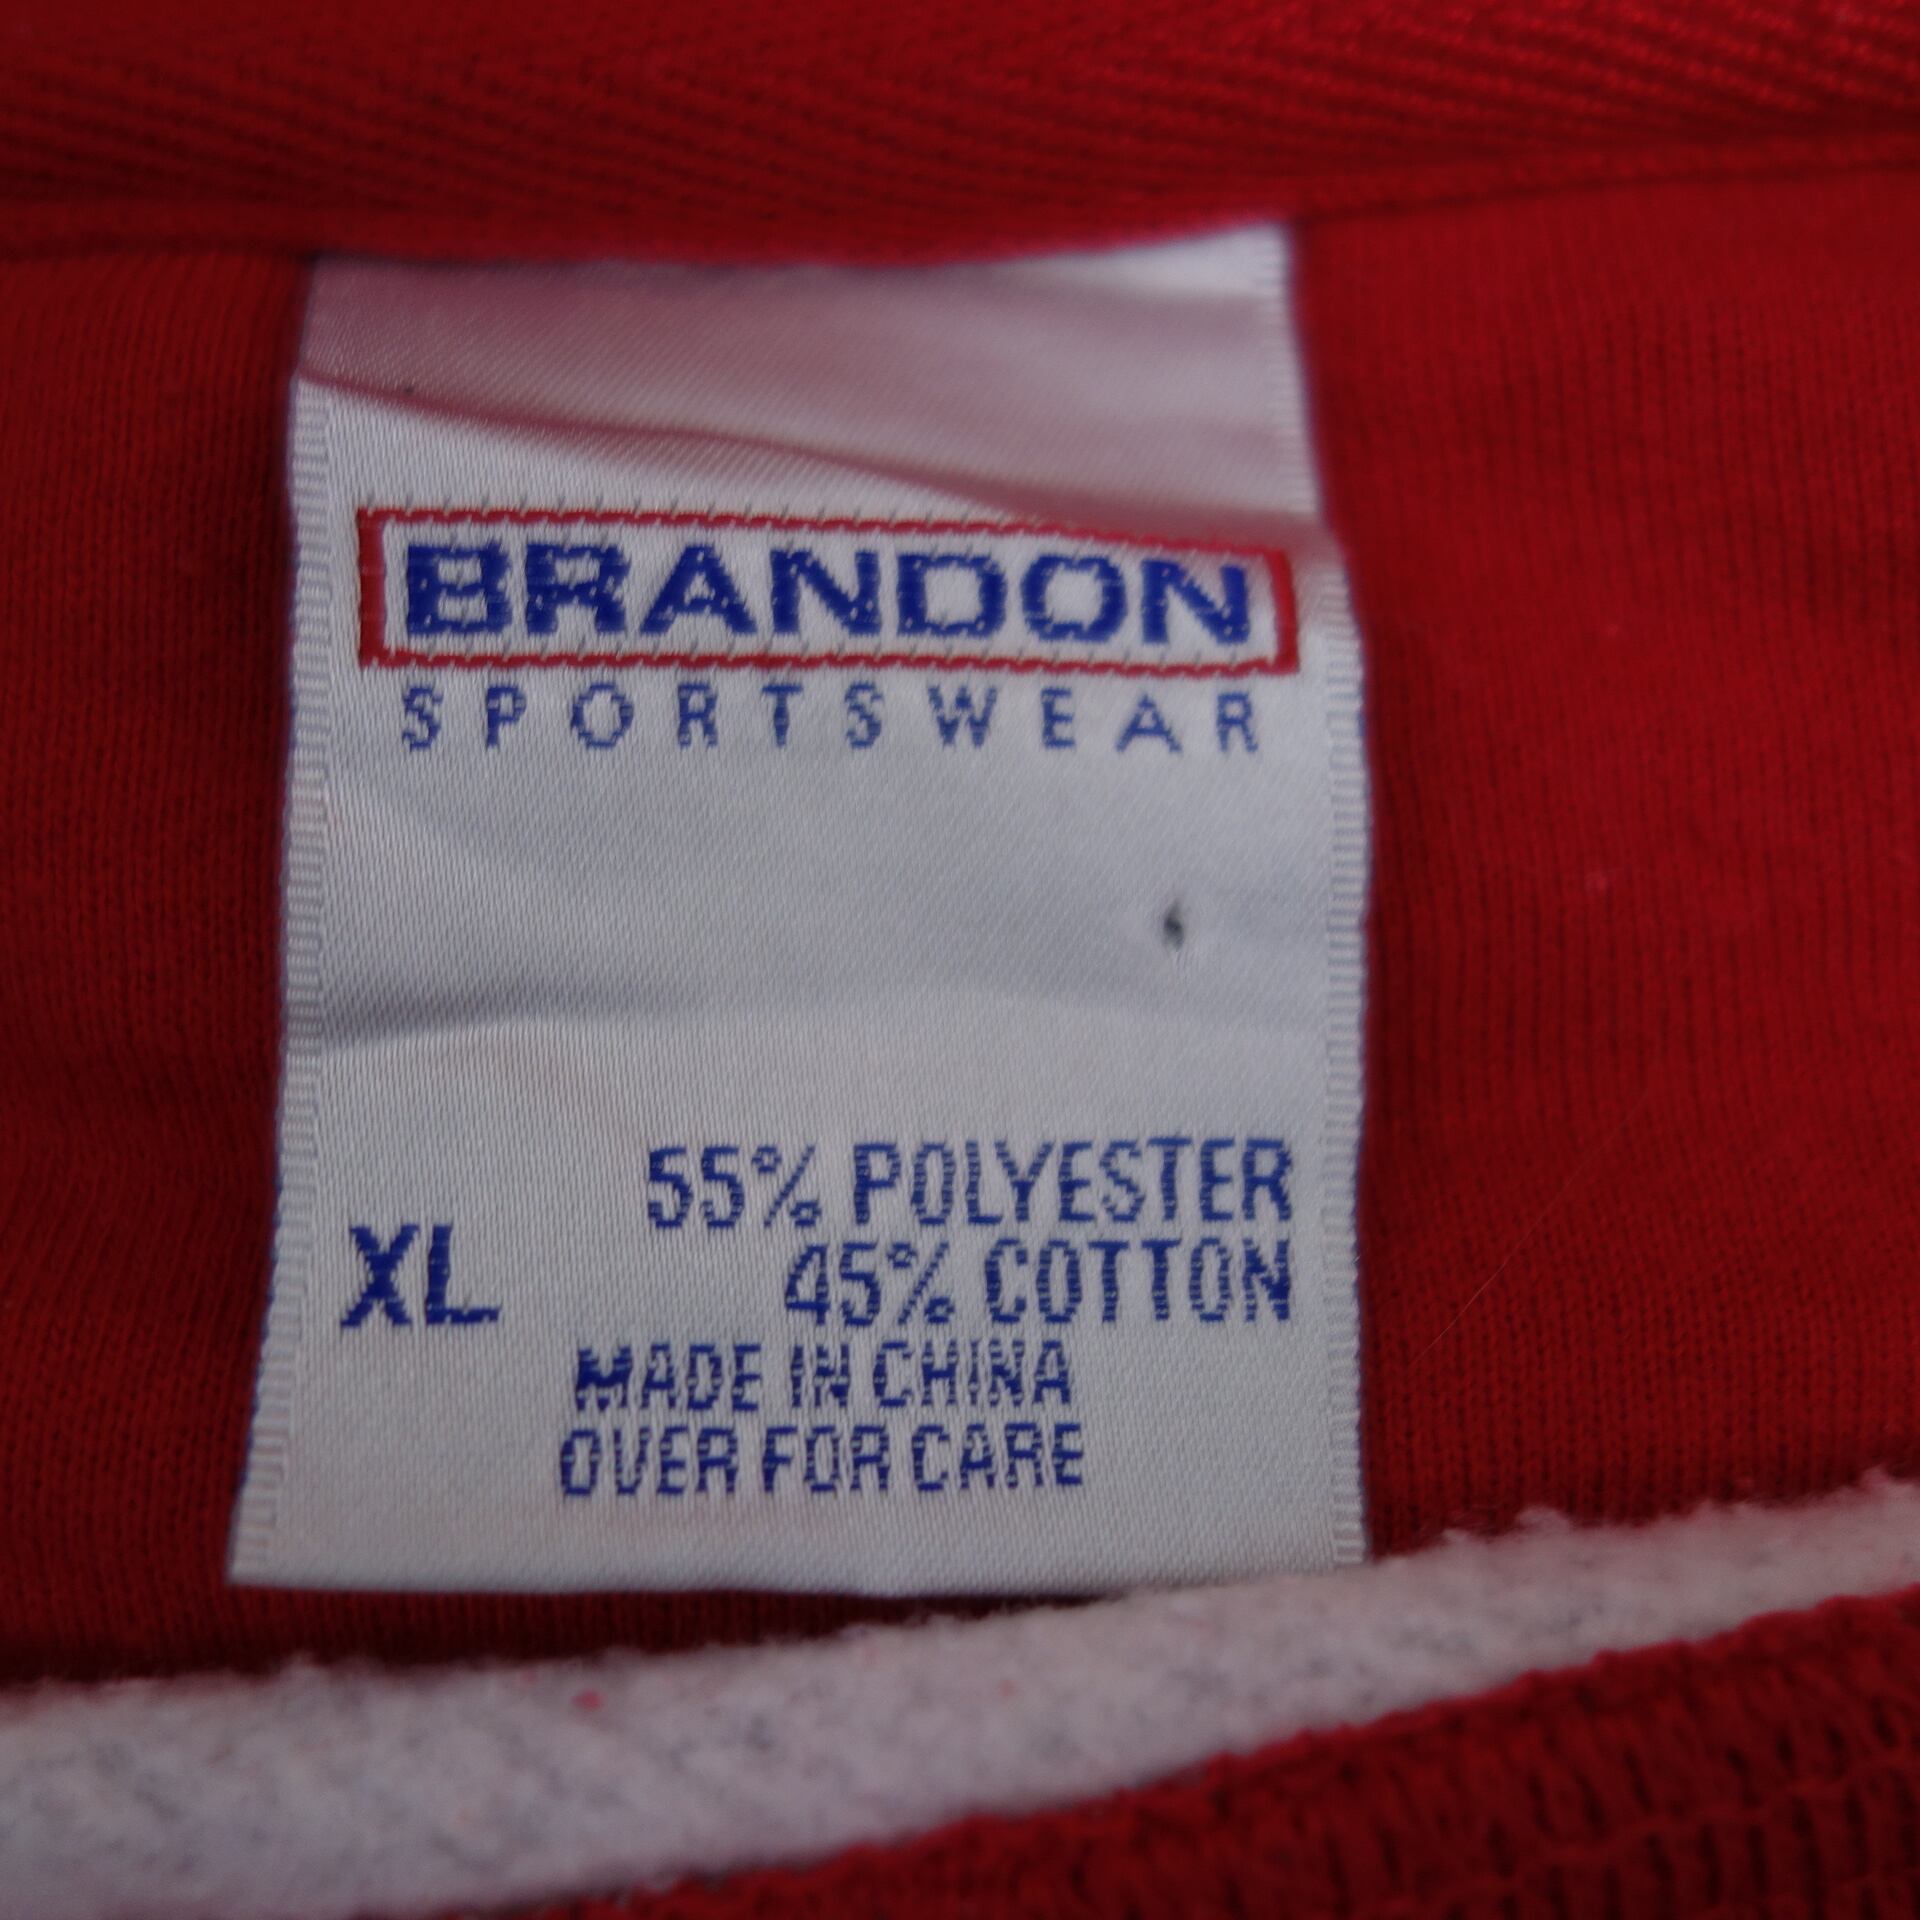 BRANDON
SPORTSWEAR
55% POLYESTER
XL 45% COTTON
MADE IN CHINA
OVER FOR CARE